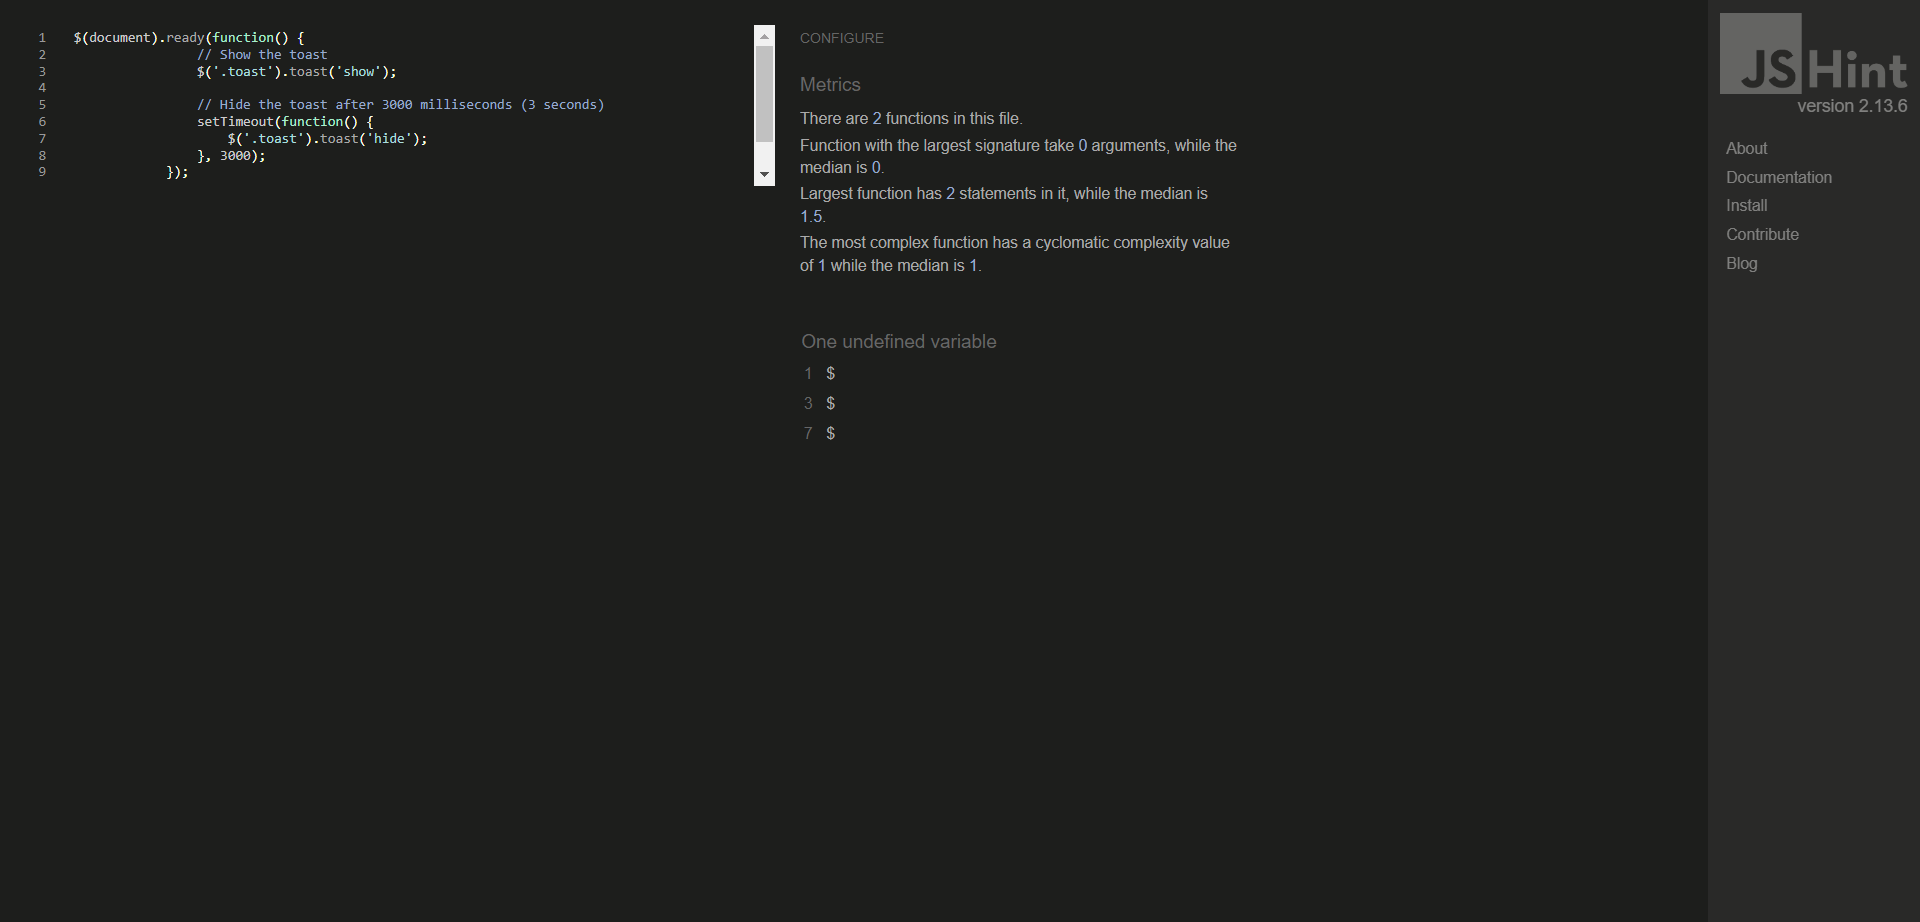 1 $(document).ready(function() {
2 // Show the toast
3 $('.toast').toast('show');
4
5 // Hide the toast after 3000 milliseconds (3 seconds)
6 setTimeout(function() {
7 $('.toast').toast('hide');
8 }, 3000);
9 });
CONFIGURE
Metrics
There are 2 functions in this file.
Function with the largest signature take 0 arguments, while the
median is 0.
Largest function has 2 statements in it, while the median is
1.5.
The most complex function has a cyclomatic complexity value
of 1 while the median is 1.
One undefined variable
1 $
3 $
7 $
JSHint
version 2.13.6
About
Documentation
Install
Contribute
Blog